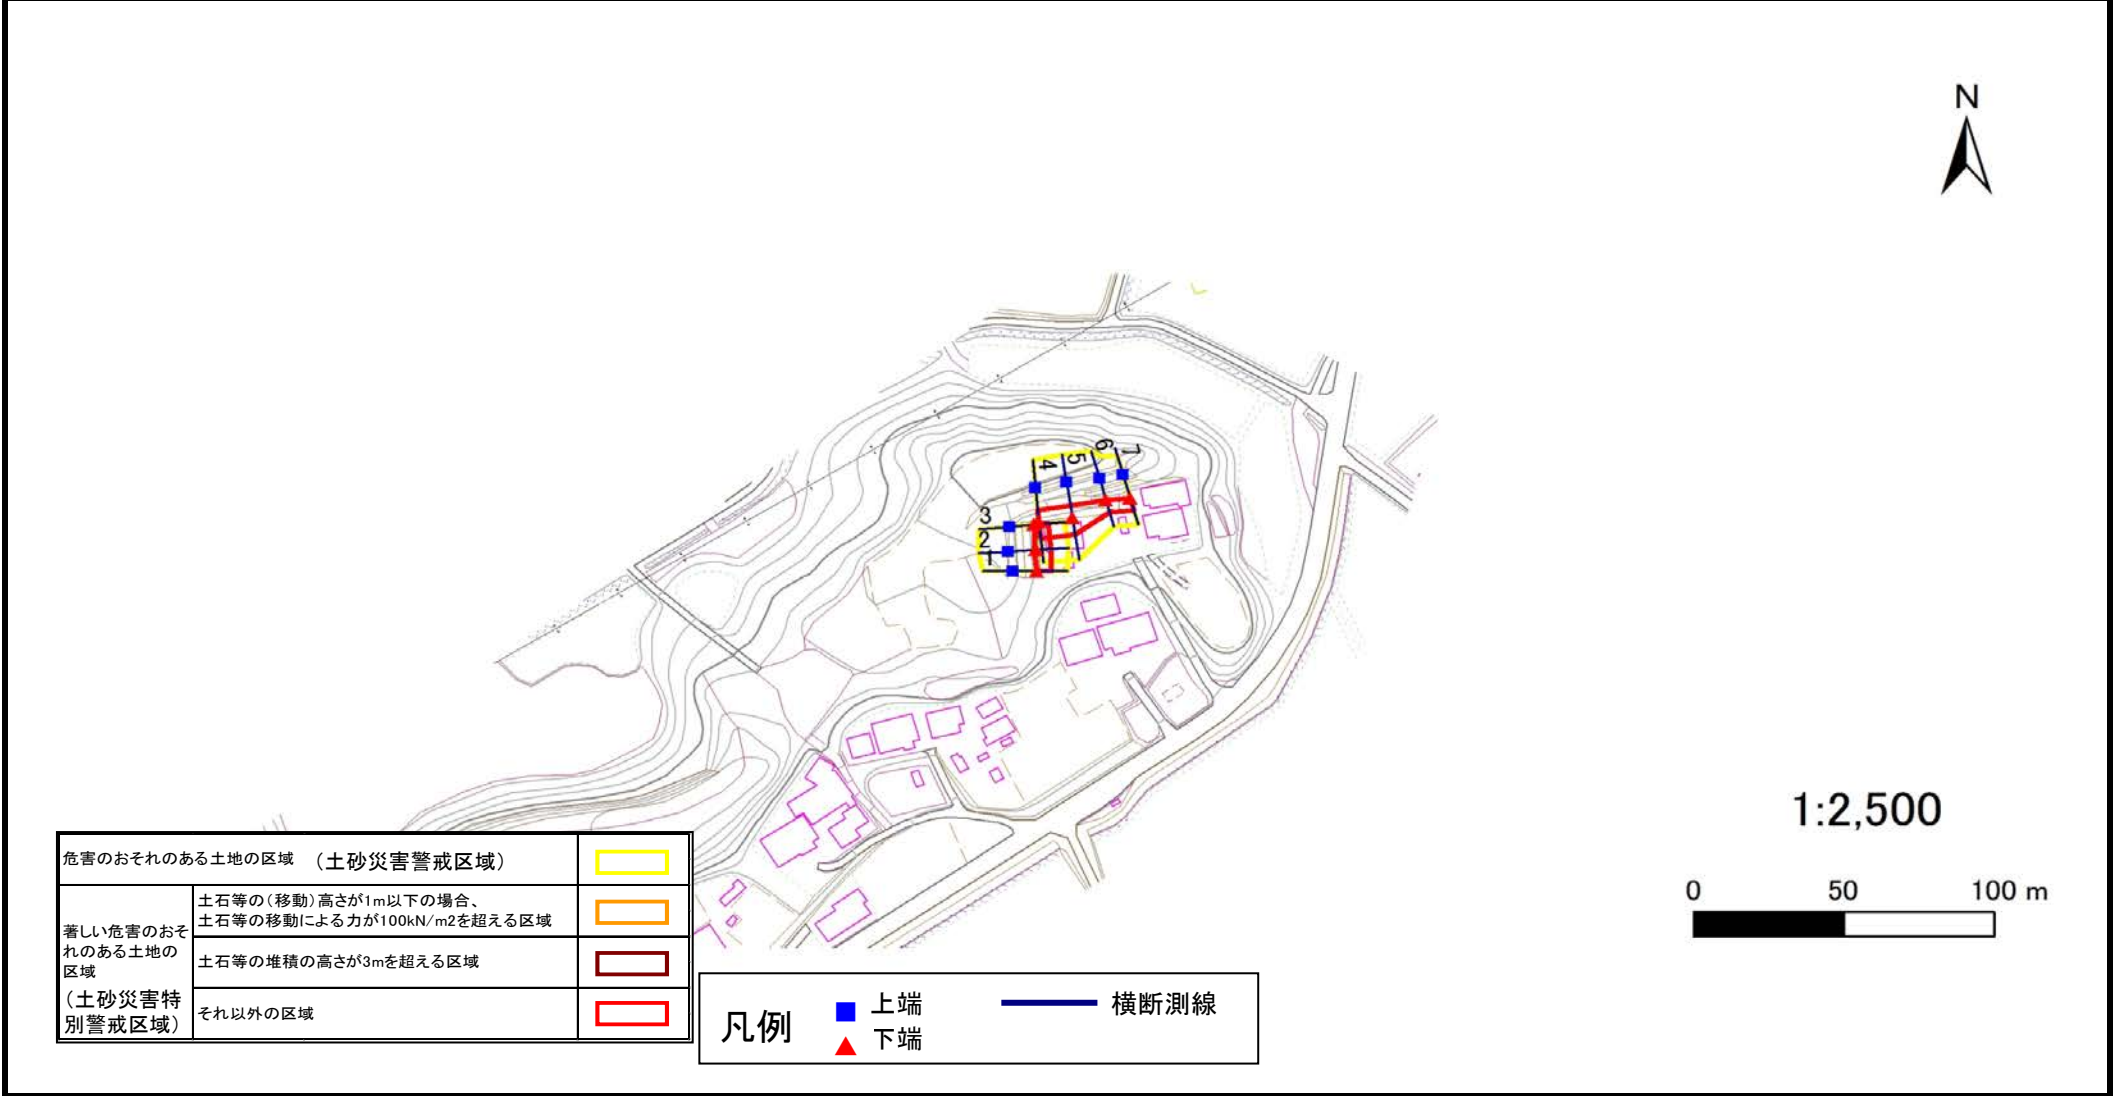 N
6
7
5
4
3
2
1
1:2,500
0 50 100 m
危害のおそれのある土地の区域 （土砂災害警戒区域）
著しい危害のおそ
れのある土地の
区域
（土砂災害特
別警戒区域）
土石等の（移動）高さが1m以下の場合、
土石等の移動による力が100kN/m2を超える区域
土石等の堆積の高さが3mを超える区域
それ以外の区域
凡例
上端
下端
横断測線